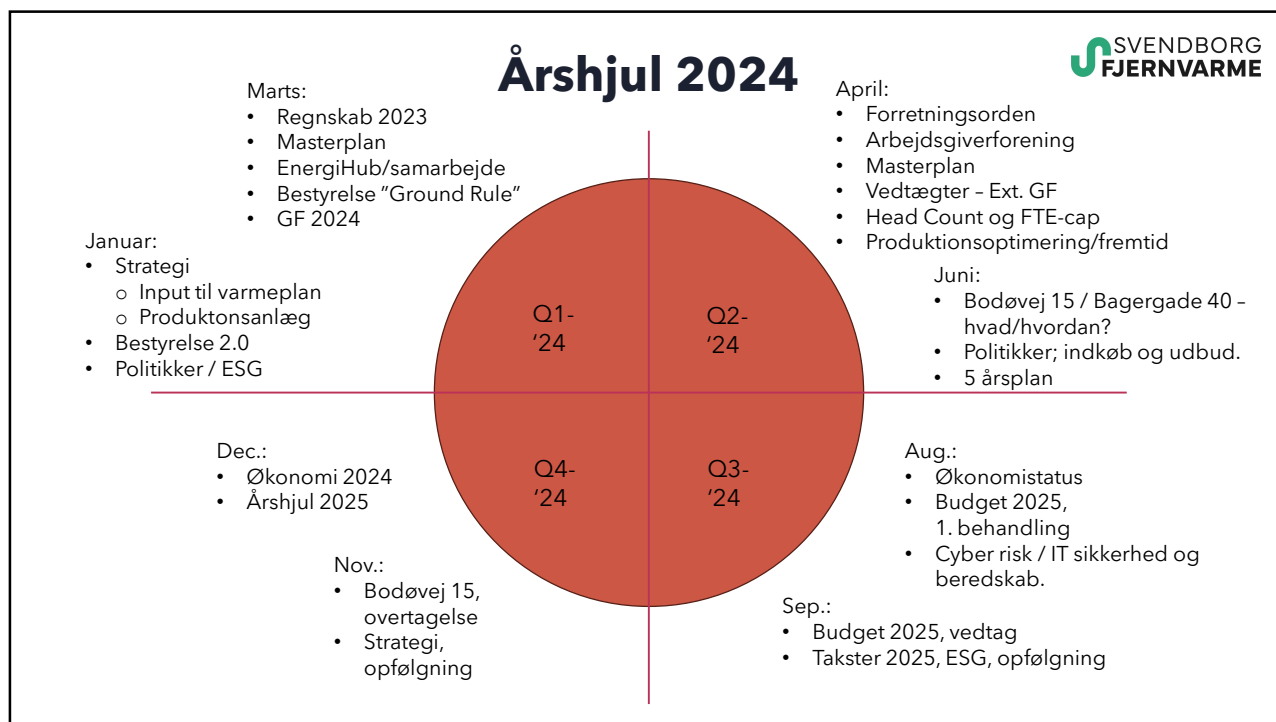 Årshjul 2024
SVENDBORG
FJERNVARME
Marts:
• Regnskab 2023
• Masterplan
• EnergiHub/samarbejde
• Bestyrelse ”Ground Rule”
• GF 2024
Januar:
• Strategi
o Input til varmeplan
o Produktonsanlæg
• Bestyrelse 2.0
• Politikker / ESG
April:
• Forretningsorden
• Arbejdsgiverforening
• Masterplan
• Vedtægter – Ext. GF
• Head Count og FTE-cap
• Produktionsoptimering/fremtid
Juni:
• Bodøvej 15 / Bagergade 40 –
hvad/hvordan?
• Politikker; indkøb og udbud.
• 5 årsplan
Q1-
‘24
Q2-
‘24
Q4-
‘24
Q3-
‘24
Dec.:
• Økonomi 2024
• Årshjul 2025
Nov.:
• Bodøvej 15,
overtagelse
• Strategi,
opfølgning
Aug.:
• Økonomistatus
• Budget 2025,
1. behandling
• Cyber risk / IT sikkerhed og
beredskab.
Sep.:
• Budget 2025, vedtag
• Takster 2025, ESG, opfølgning